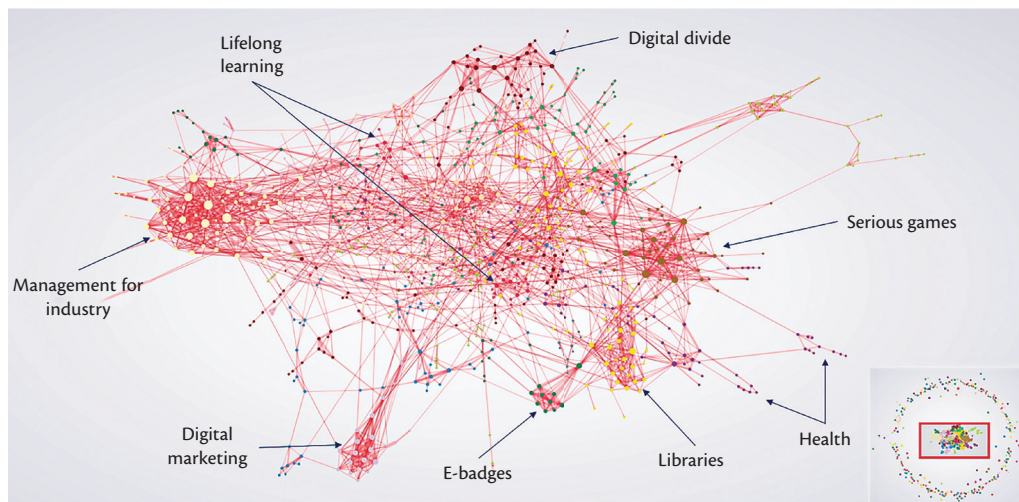 Lifelong
learning
Digital divide
Serious games
Management for
industry
Digital
marketing
E-badges
Libraries
Health